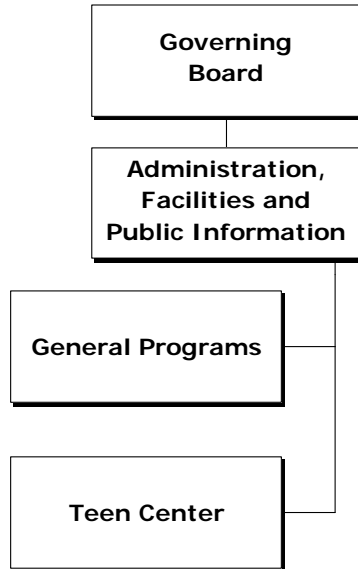 Governing
Board
Administration,
Facilities and
Public Information
General Programs
Teen Center